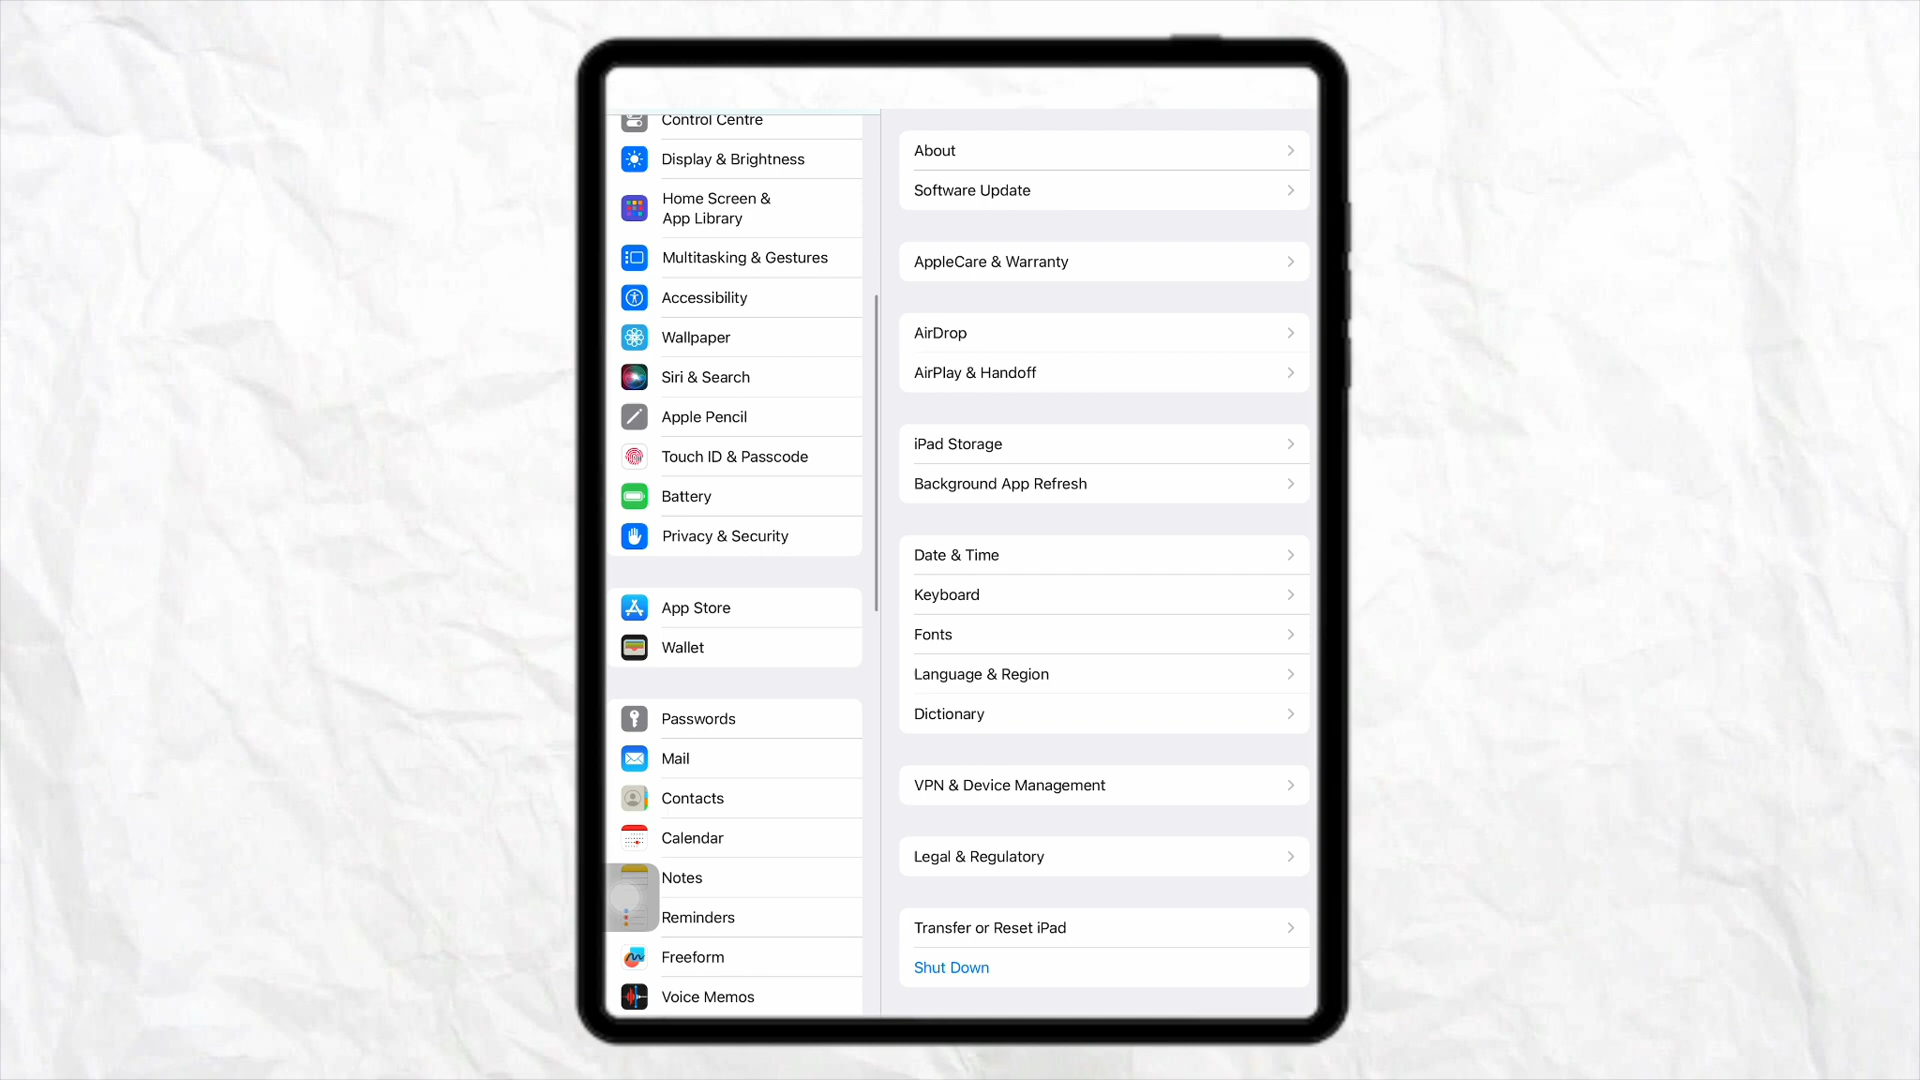 Control Centre
Display & Brightness
Home Screen &
App Library
Multitasking & Gestures
Accessibility
Wallpaper
Siri & Search
Apple Pencil
Touch ID & Passcode
Battery
Privacy & Security
App Store
Wallet
Passwords
Mail
Contacts
Calendar
Notes
Reminders
Freeform
Voice Memos
About
Software Update
AppleCare & Warranty
AirDrop
AirPlay & Handoff
iPad Storage
Background App Refresh
Date & Time
Keyboard
Fonts
Language & Region
Dictionary
VPN & Device Management
Legal & Regulatory
Transfer or Reset iPad
Shut Down